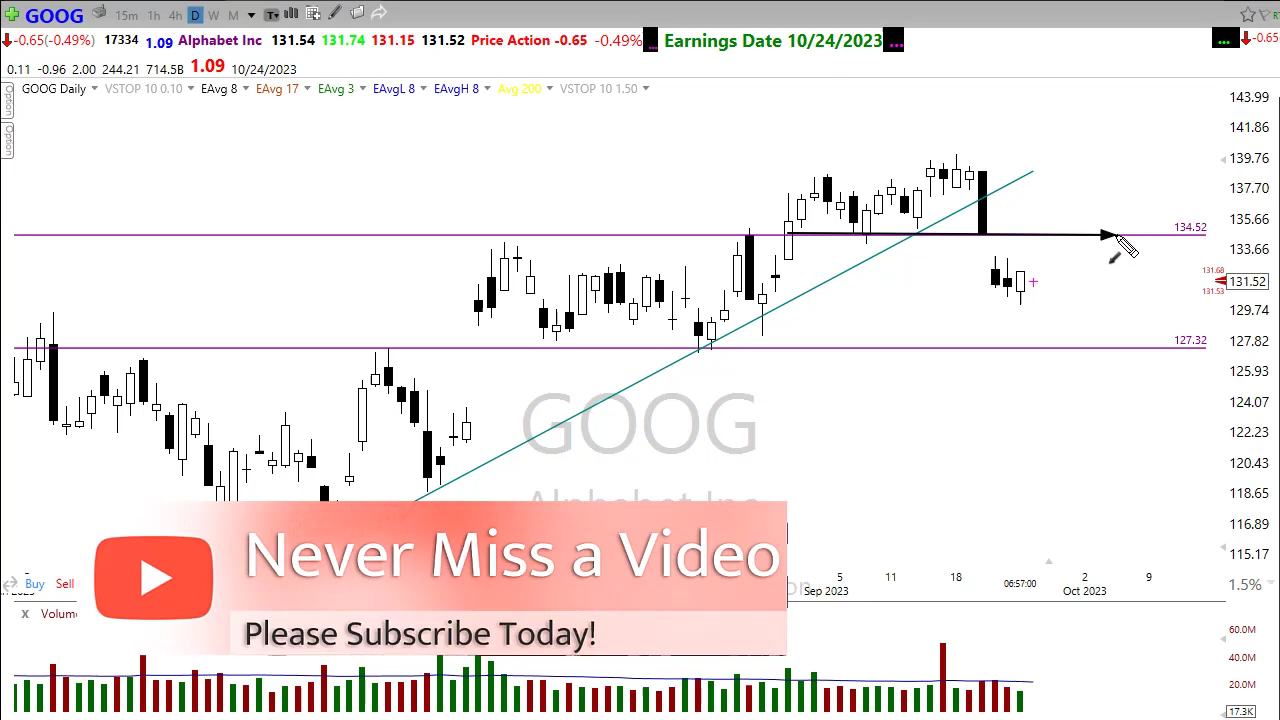 GOOG 15m 1h 4h D W M T
-0.65(-0.49%) 17334 1.09 Alphabet Inc 131.54 131.74 131.15 131.52 Price Action -0.65 -0.49% ... Earnings Date 10/24/2023 ... ... -0.65
0.11 -0.96 2.00 244.21 714.5B 1.09 10/24/2023
GOOG Daily VSTOP 10 0.10 EAvg 8 EAvg 17 EAvg 3 EAvgL 8 EAvgH 8 Avg 200 VSTOP 10 1.50
Option
Option
143.99
141.86
139.76
137.70
135.66
134.52
133.66
131.68
131.52
131.53
129.74
127.82
127.32
125.93
124.07
122.23
120.43
118.65
116.89
115.17
GOOG
Alphabet Inc
Never Miss a Video
Please Subscribe Today!
Buy Sell
5 11 18 06:57:00 2 9 1.5%
Sep 2023 Oct 2023
X Volume
60.0M
40.0M
20.0M
17.3K